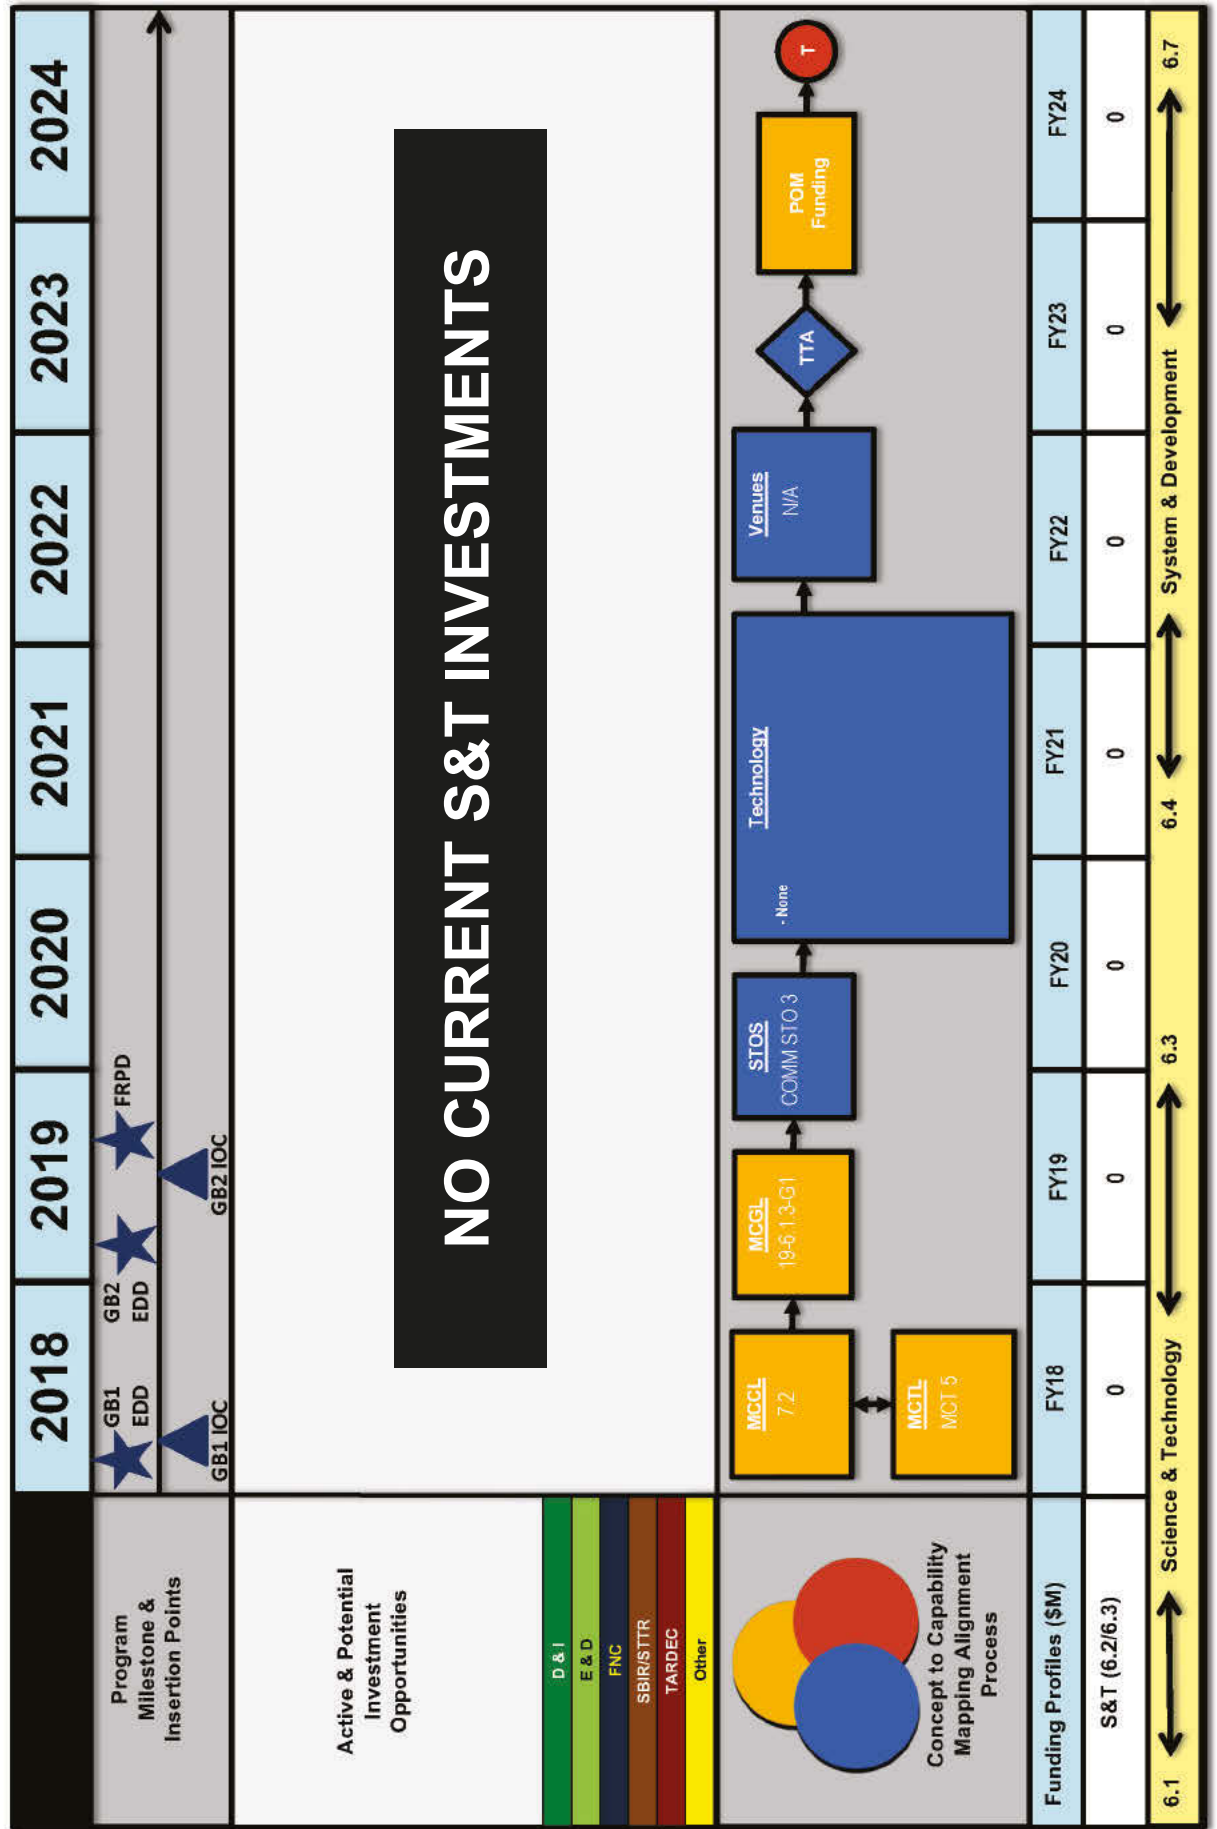 2018
2019
2020
2021
2022
2023
2024
Program
Milestone &
Insertion Points
GB1
EDD
GB1 IOC
GB2
EDD
GB2 IOC
FRPD
Active & Potential
Investment
Opportunities
D & I
E & D
FNC
SBIR/STTR
TARDEC
Other
NO CURRENT S&T INVESTMENTS
Concept to Capability
Mapping Alignment
Process
MCCL
7.2
MCTL
MCT 5
MCGL
19-6.1.3-G1
STOS
COMM STO 3
Technology
- None
Venues
N/A
TTA
POM
Funding
T
Funding Profiles ($M)
FY18
FY19
FY20
FY21
FY22
FY23
FY24
S&T (6.2/6.3)
0
0
0
0
0
0
0
6.1
Science & Technology
6.3
6.4
System & Development
6.7